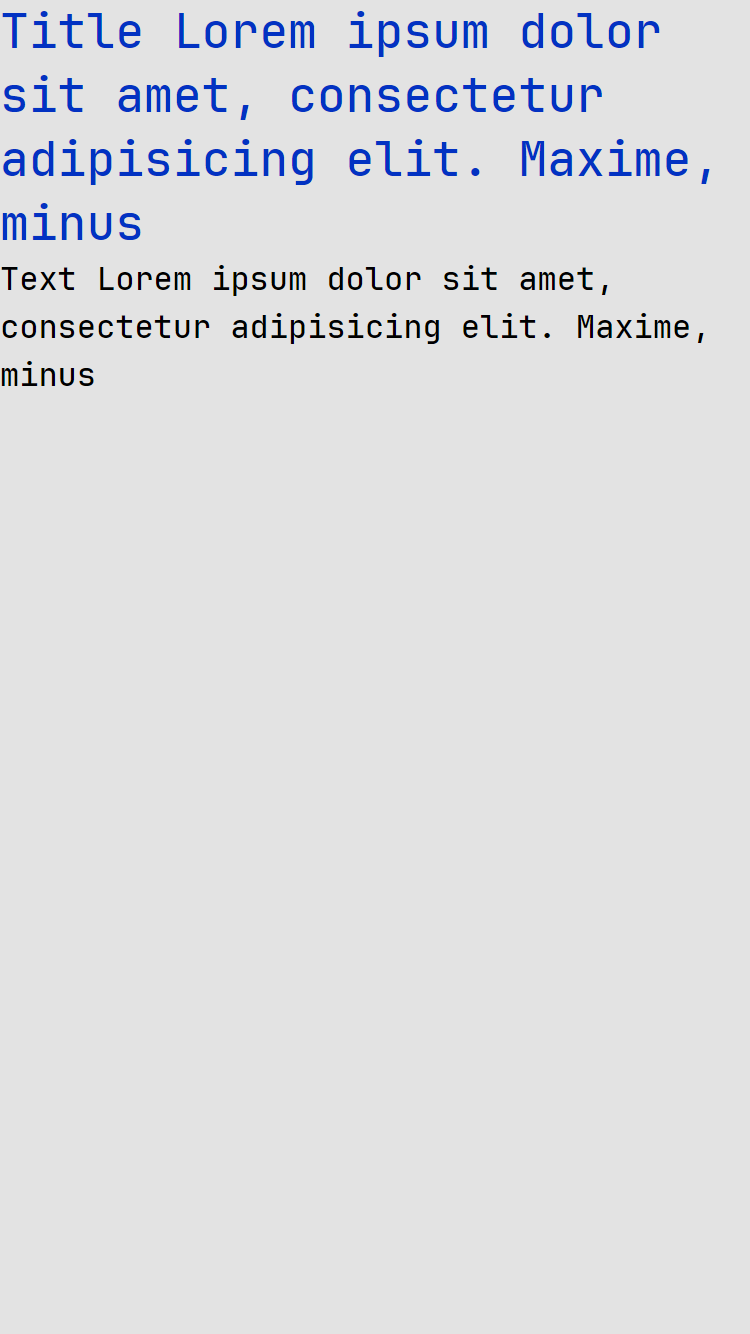 Title Lorem ipsum dolor
sit amet, consectetur
adipisicing elit. Maxime,
minus
Text Lorem ipsum dolor sit amet,
consectetur adipisicing elit. Maxime,
minus